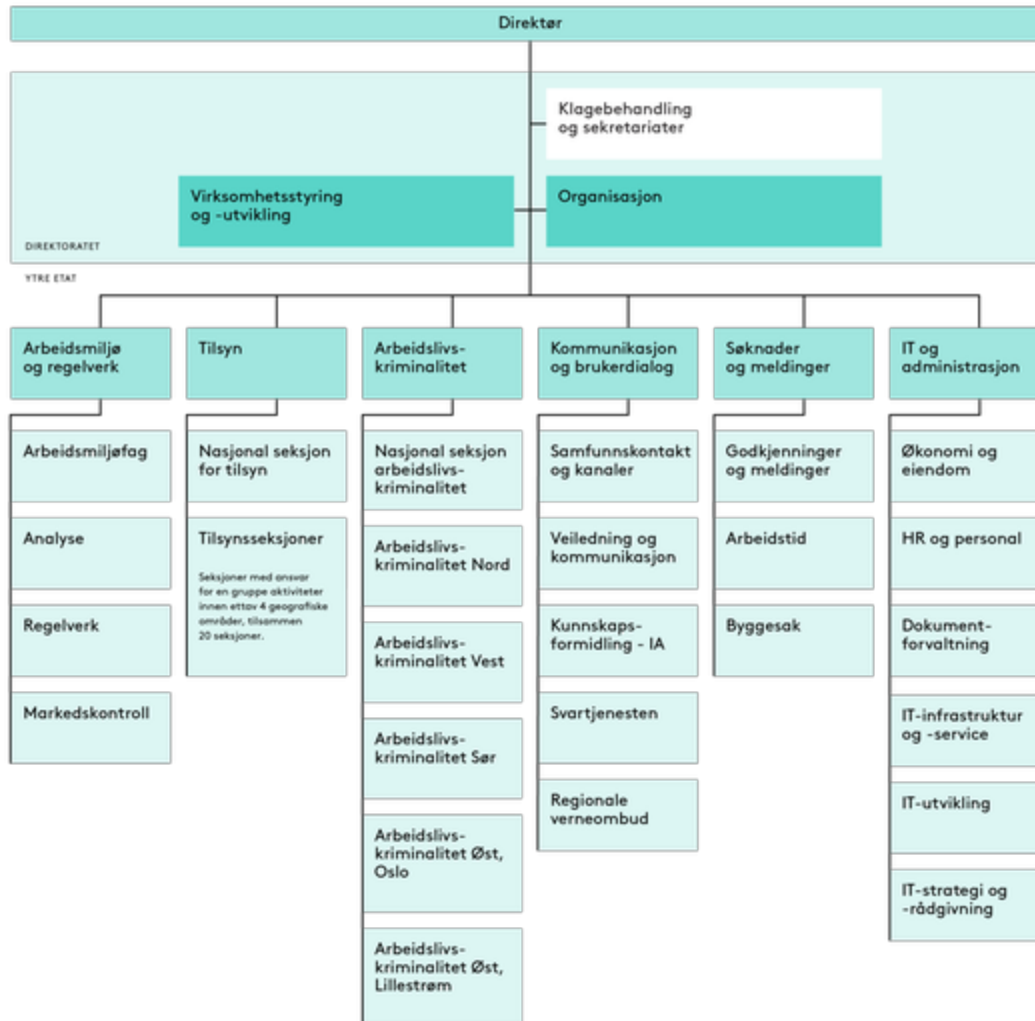 Direktør
Klagebehandling
og sekretariater
Virksomhetsstyring
og -utvikling
Organisasjon
DIREKTORATET
YTRE ETAT
Arbeidsmiljø
og regelverk
Arbeidsmiljøfag
Analyse
Regelverk
Markedskontroll
Tilsyn
Nasjonal seksjon
for tilsyn
Tilsynsseksjoner
Seksjoner med ansvar
for en gruppe aktiviteter
innen ettav 4 geografiske
områder, tilsammen
20 seksjoner.
Arbeidslivs-
kriminalitet
Nasjonal seksjon
arbeidslivs-
kriminalitet
Arbeidslivs-
kriminalitet Nord
Arbeidslivs-
kriminalitet Vest
Arbeidslivs-
kriminalitet Sør
Arbeidslivs-
kriminalitet Øst,
Oslo
Arbeidslivs-
kriminalitet Øst,
Lillestrøm
Kommunikasjon
og brukerdialog
Samfunnskontakt
og kanaler
Veiledning og
kommunikasjon
Kunnskaps-
formidling - IA
Svartjenesten
Regionale
verneombud
Søknader
og meldinger
Godkjenninger
og meldinger
Arbeidstid
Byggesak
IT og
administrasjon
Økonomi og
eiendom
HR og personal
Dokument-
forvaltning
IT-infrastruktur
og -service
IT-utvikling
IT-strategi og
-rådgivning